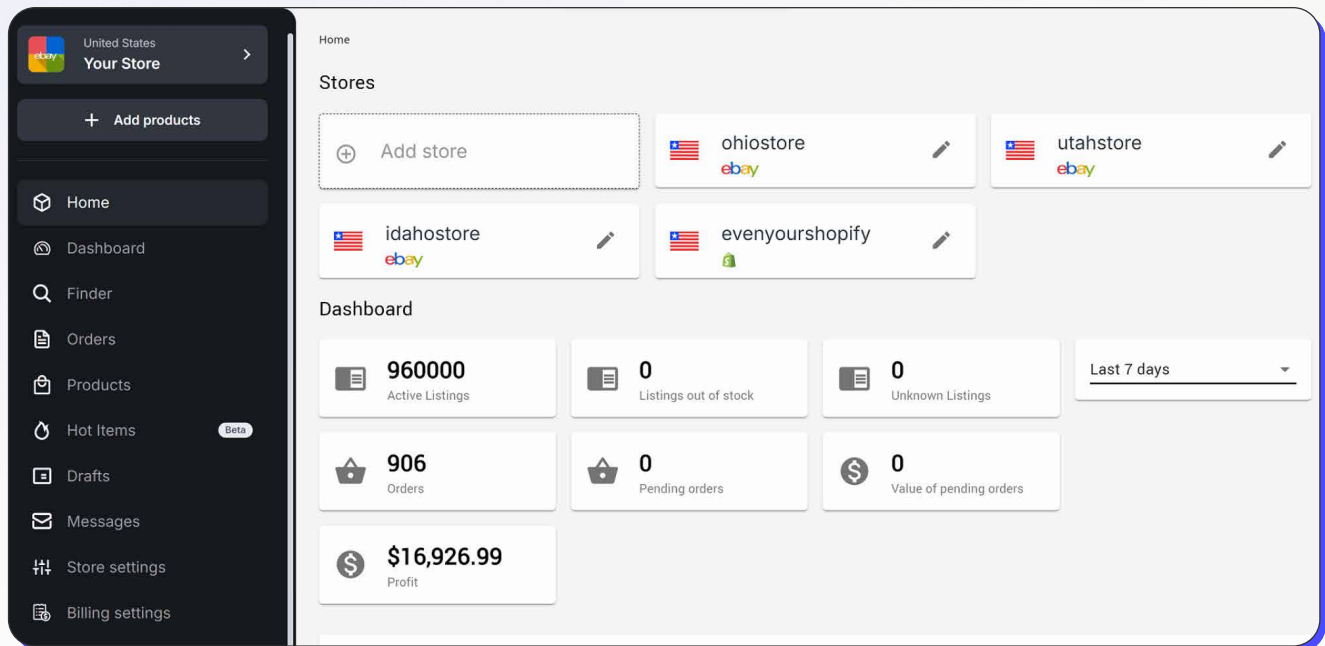 ebay
United States
Your Store
Add products
Home
Dashboard
Finder
Orders
Products
Hot Items
Beta
Drafts
Messages
Store settings
Billing settings
Home
Stores
Add store
ohiostore
ebay
utahstore
ebay
idahostore
ebay
evenyourshopify
Dashboard
960000
Active Listings
0
Listings out of stock
0
Unknown Listings
Last 7 days
906
Orders
0
Pending orders
0
Value of pending orders
$16,926.99
Profit